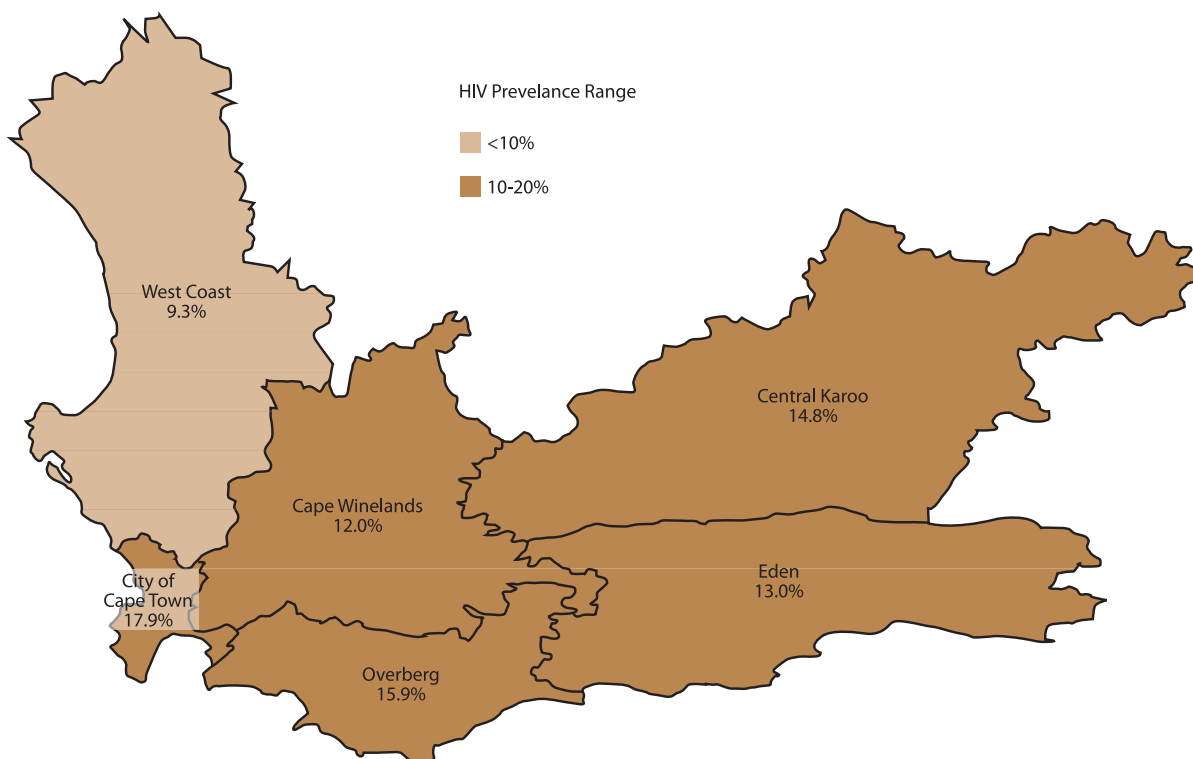 HIV Prevelance Range
<10%
10-20%
West Coast
9.3%
Central Karoo
14.8%
Cape Winelands
12.0%
Eden
13.0%
City of
Cape Town
17.9%
Overberg
15.9%